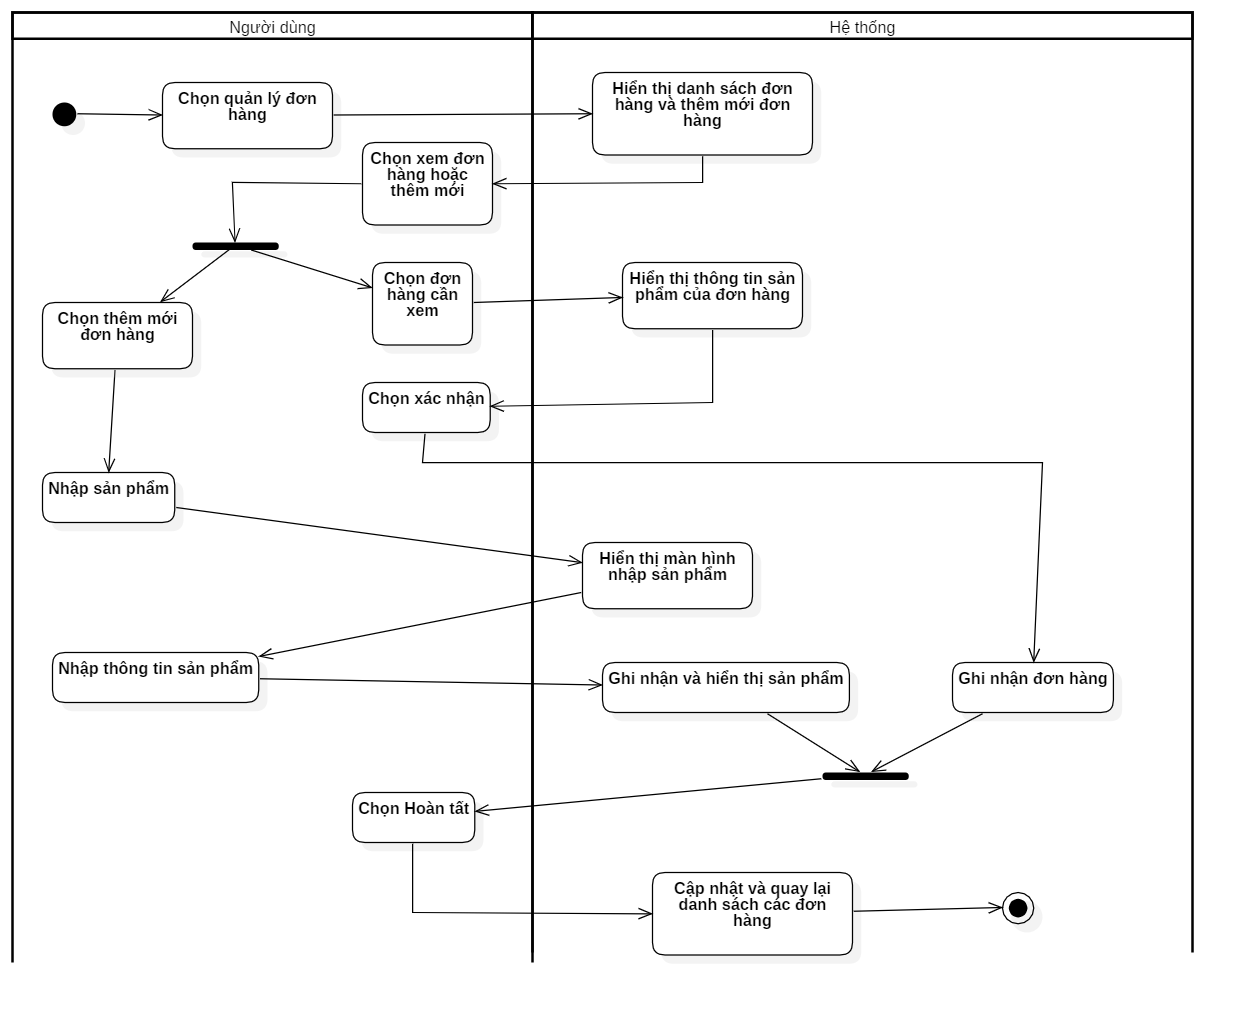 Người dùng
Hệ thống
Chọn quản lý đơn
hàng
Hiển thị danh sách đơn
hàng và thêm mới đơn
hàng
Chọn xem đơn
hàng hoặc
thêm mới
Chọn đơn
hàng cần
xem
Hiển thị thông tin sản
phẩm của đơn hàng
Chọn thêm mới
đơn hàng
Chọn xác nhận
Nhập sản phẩm
Hiển thị màn hình
nhập sản phẩm
Nhập thông tin sản phẩm
Ghi nhận và hiển thị sản phẩm
Ghi nhận đơn hàng
Chọn Hoàn tất
Cập nhật và quay lại
danh sách các đơn
hàng